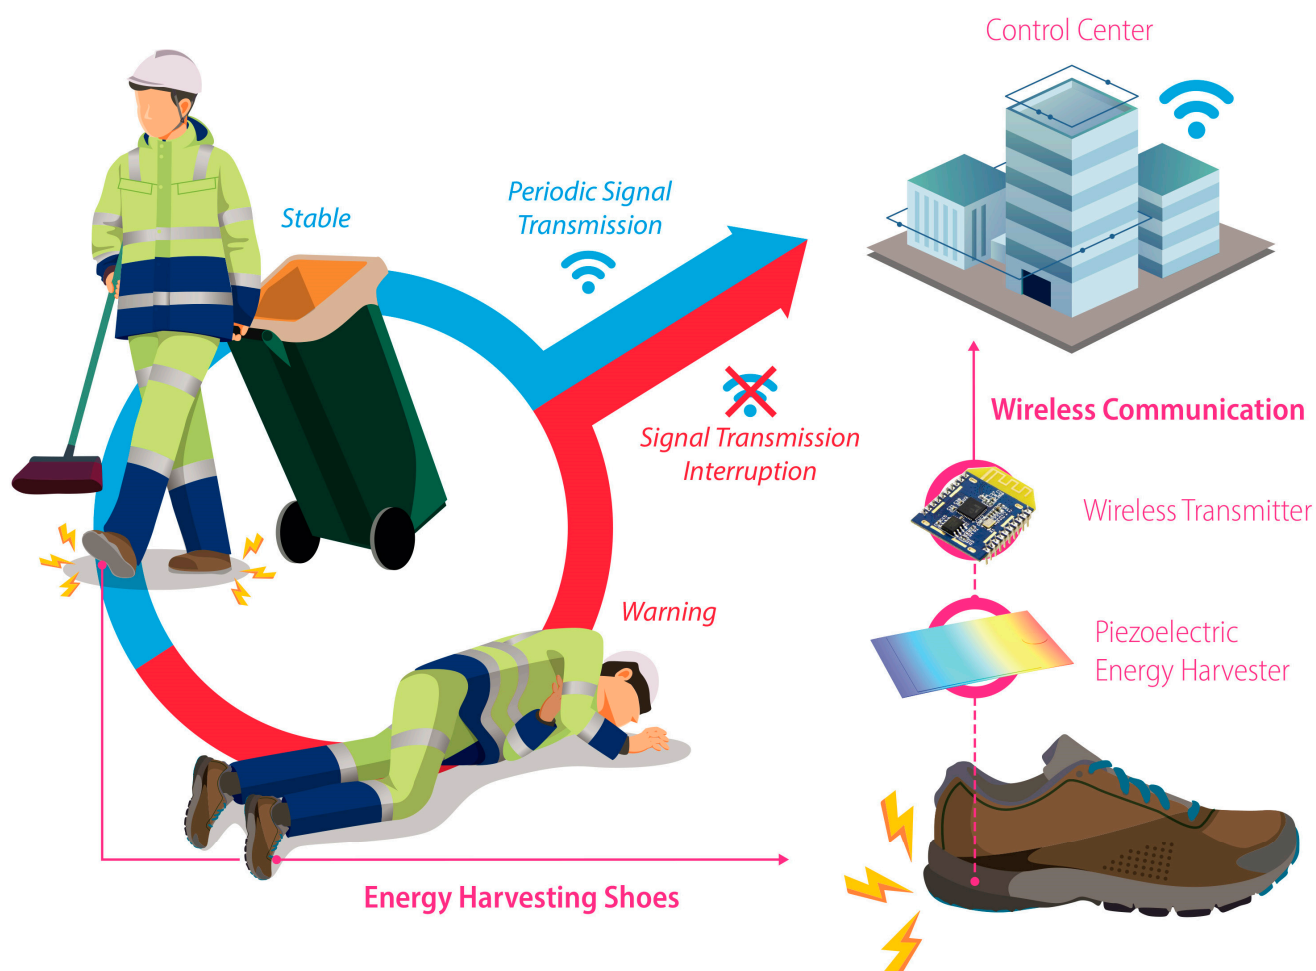 Control Center
Periodic Signal
Transmission
Stable
Wireless Communication
Signal Transmission
Interruption
Wireless Transmitter
Warning
Piezoelectric
Energy Harvester
Energy Harvesting Shoes